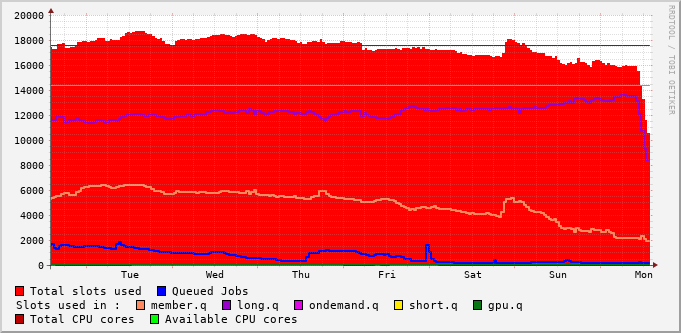 20000
18000
16000
14000
12000
10000
8000
6000
4000
2000
0
Tue Wed Thu Fri Sat Sun Mon
RRDTOOL / TOBI OETIKER
Total slots used Queued Jobs
Slots used in : member.q long.q ondemand.q short.q gpu.q
Total CPU cores Available CPU cores